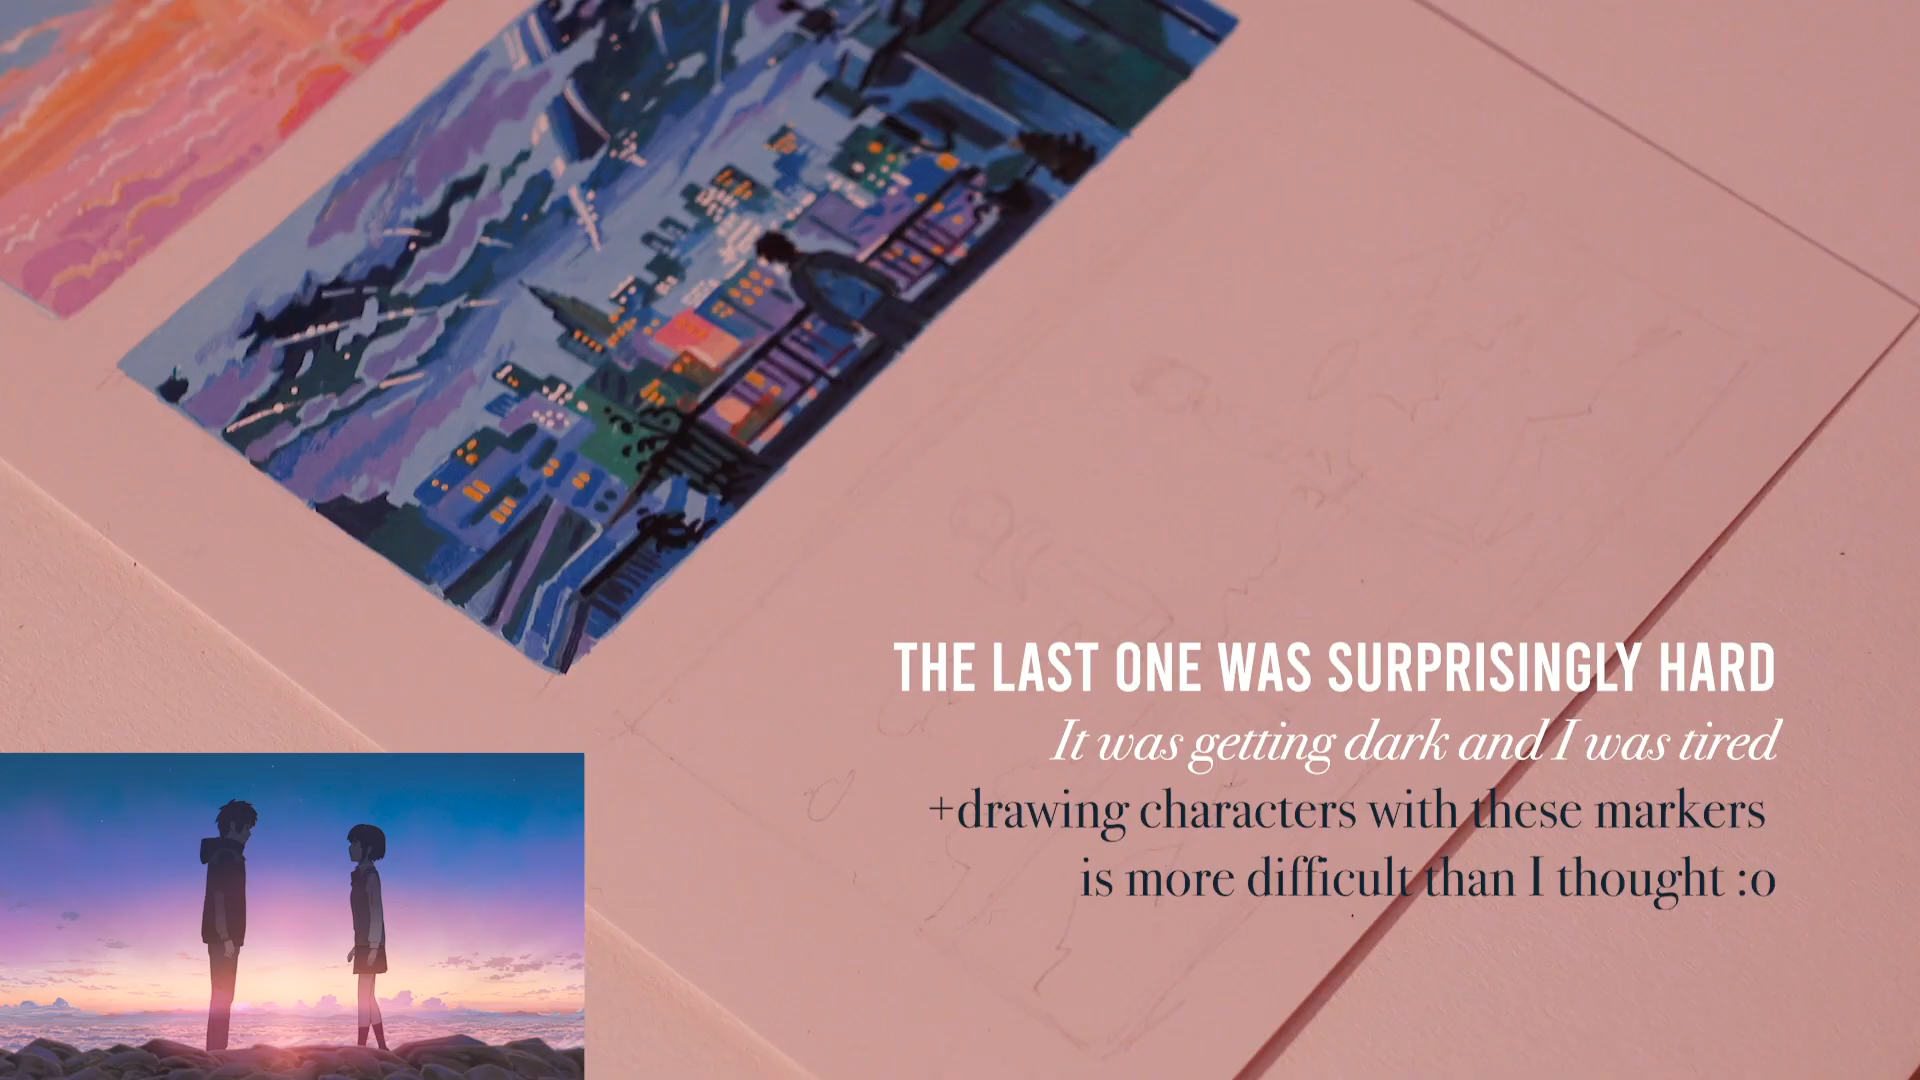 THE LAST ONE WAS SURPRISINGLY HARD
It was getting dark and I was tired
+drawing characters with these markers
is more difficult than I thought :o